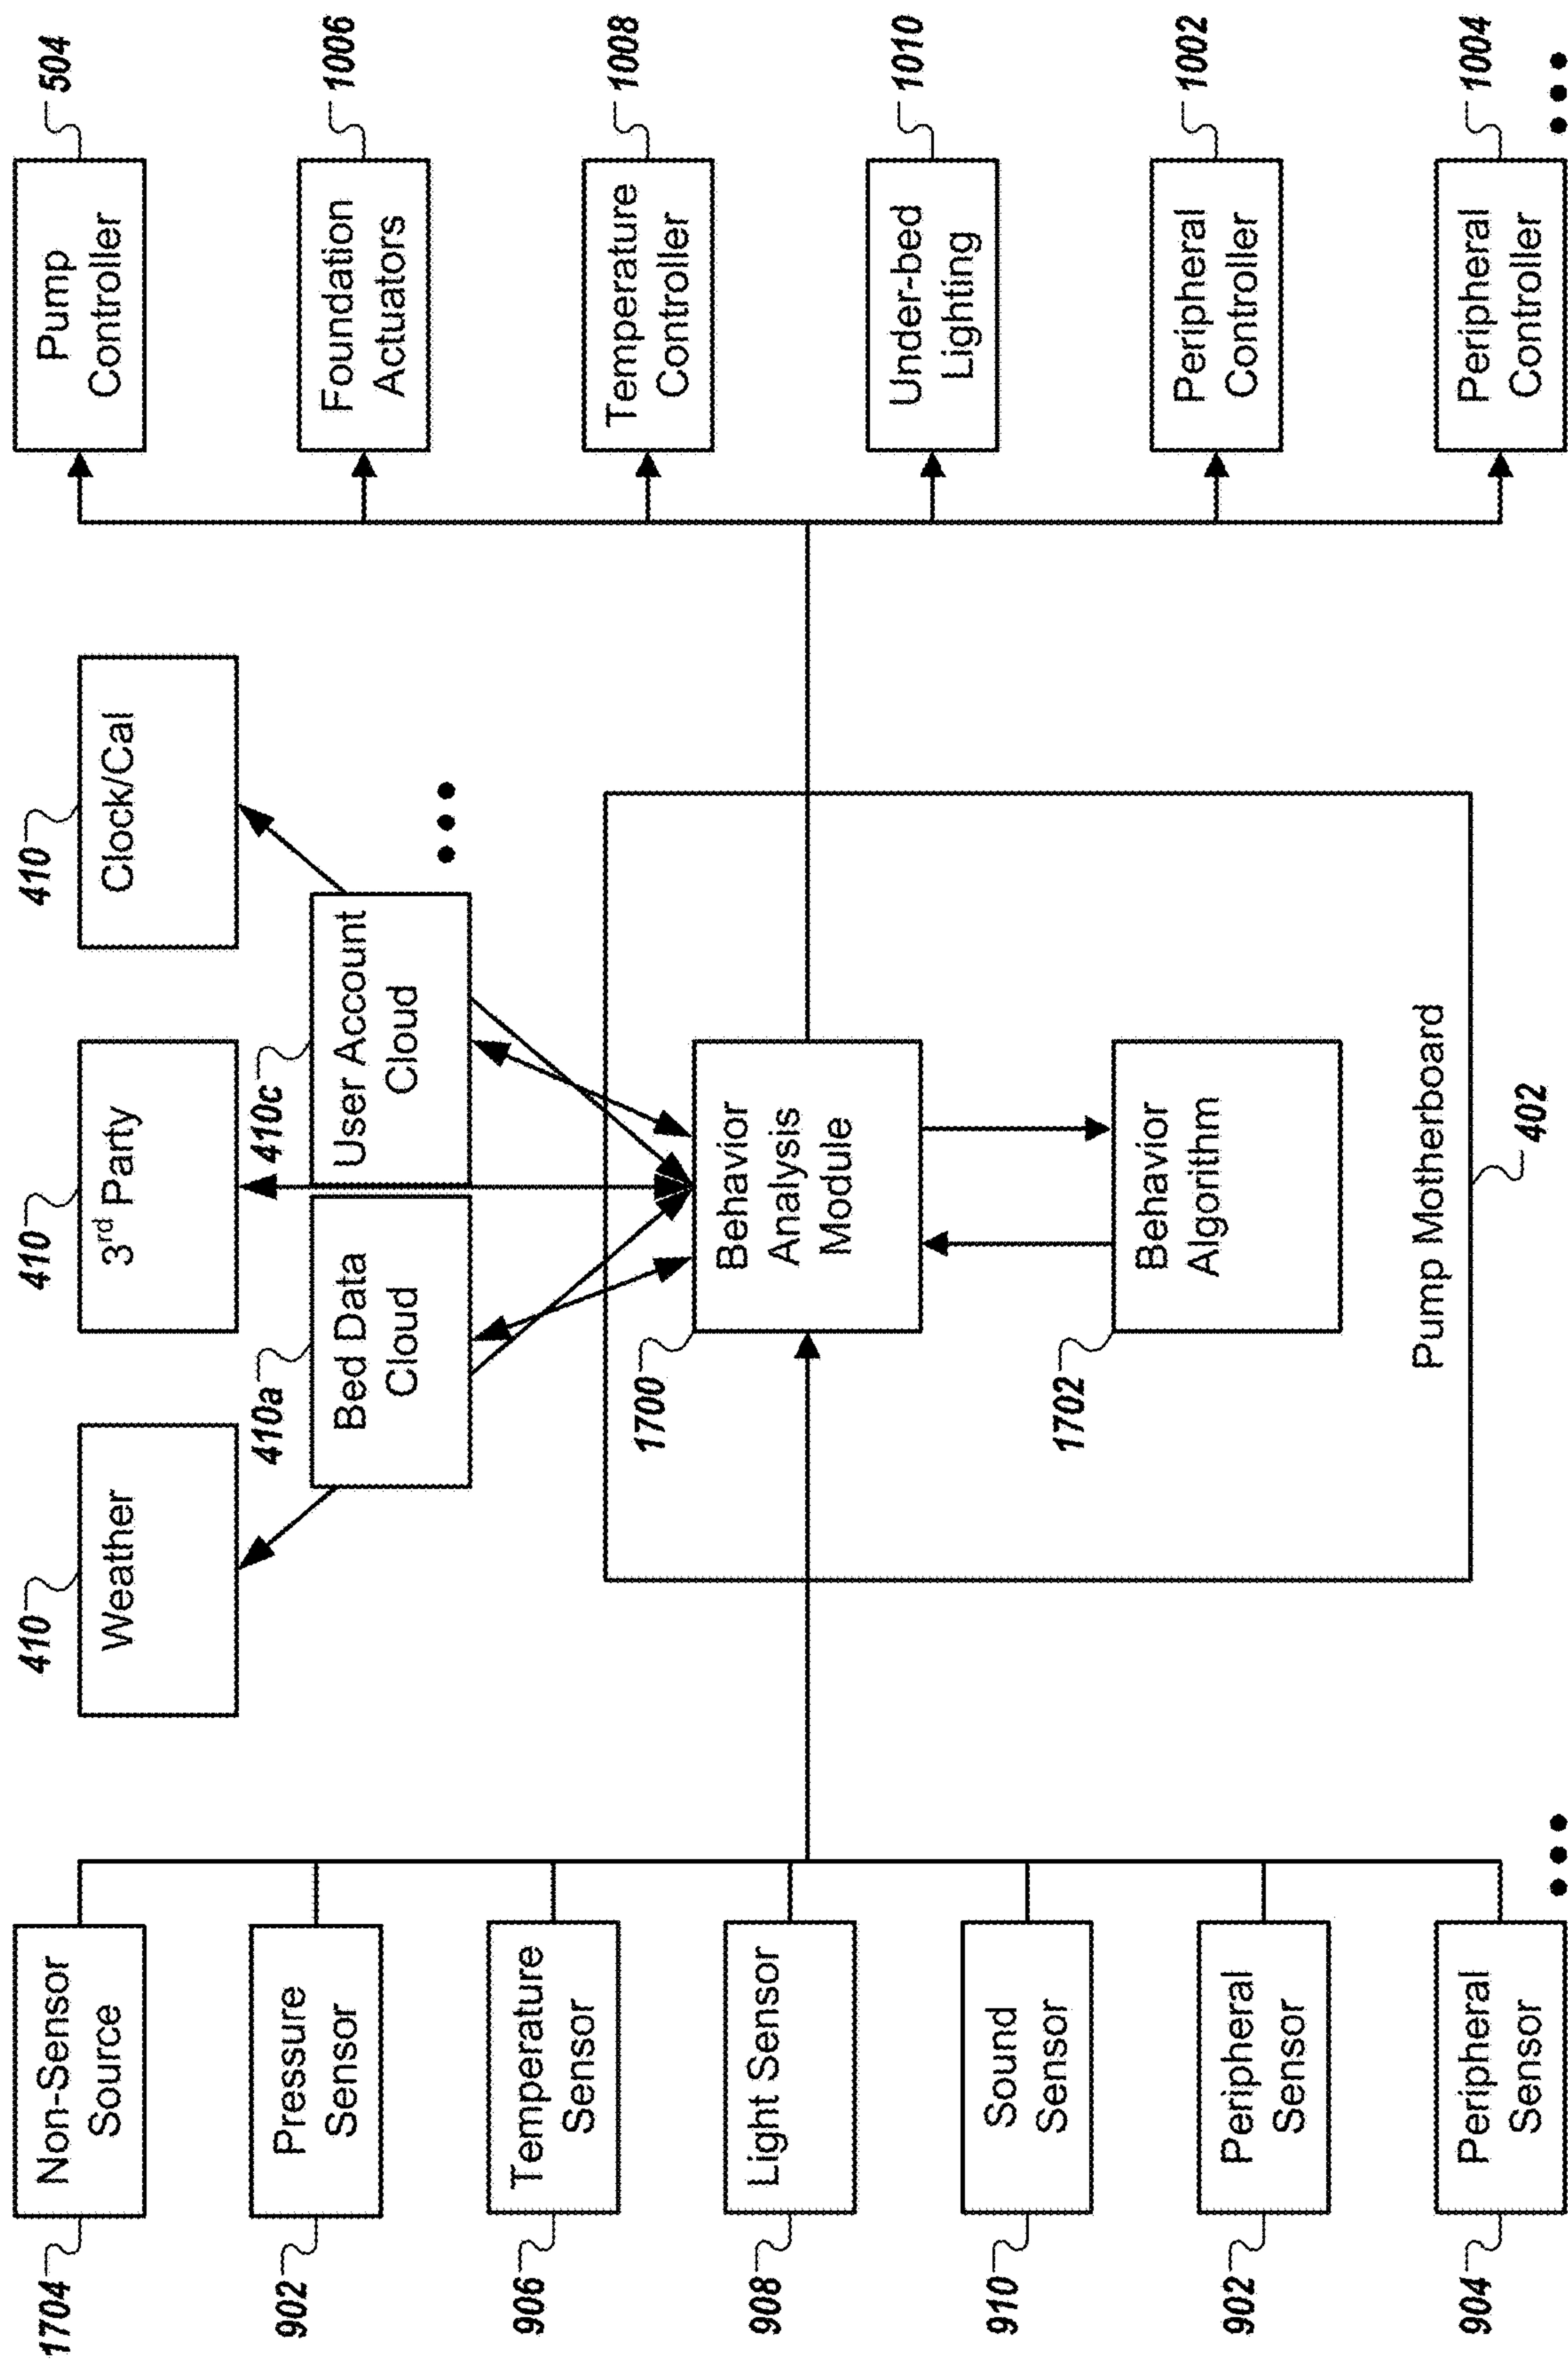 1704
Non-Sensor
Source
902
Pressure
Sensor
906
Temperature
Sensor
908
Light Sensor
910
Sound
Sensor
902
Peripheral
Sensor
904
Peripheral
Sensor
410
Weather
410
3rd Party
410
Clock/Cal
410a
Bed Data
Cloud
410c
User Account
Cloud
1700
Behavior
Analysis
Module
1702
Behavior
Algorithm
Pump Motherboard
402
Pump
Controller
504
Foundation
Actuators
1006
Temperature
Controller
1008
Under-bed
Lighting
1010
Peripheral
Controller
1002
Peripheral
Controller
1004